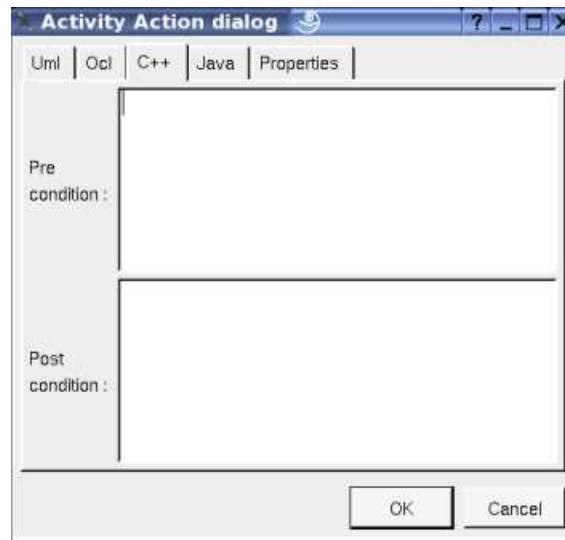 Activity Action dialog
Uml Ocl C++ Java Properties
Pre
condition :
Post
condition :
OK Cancel